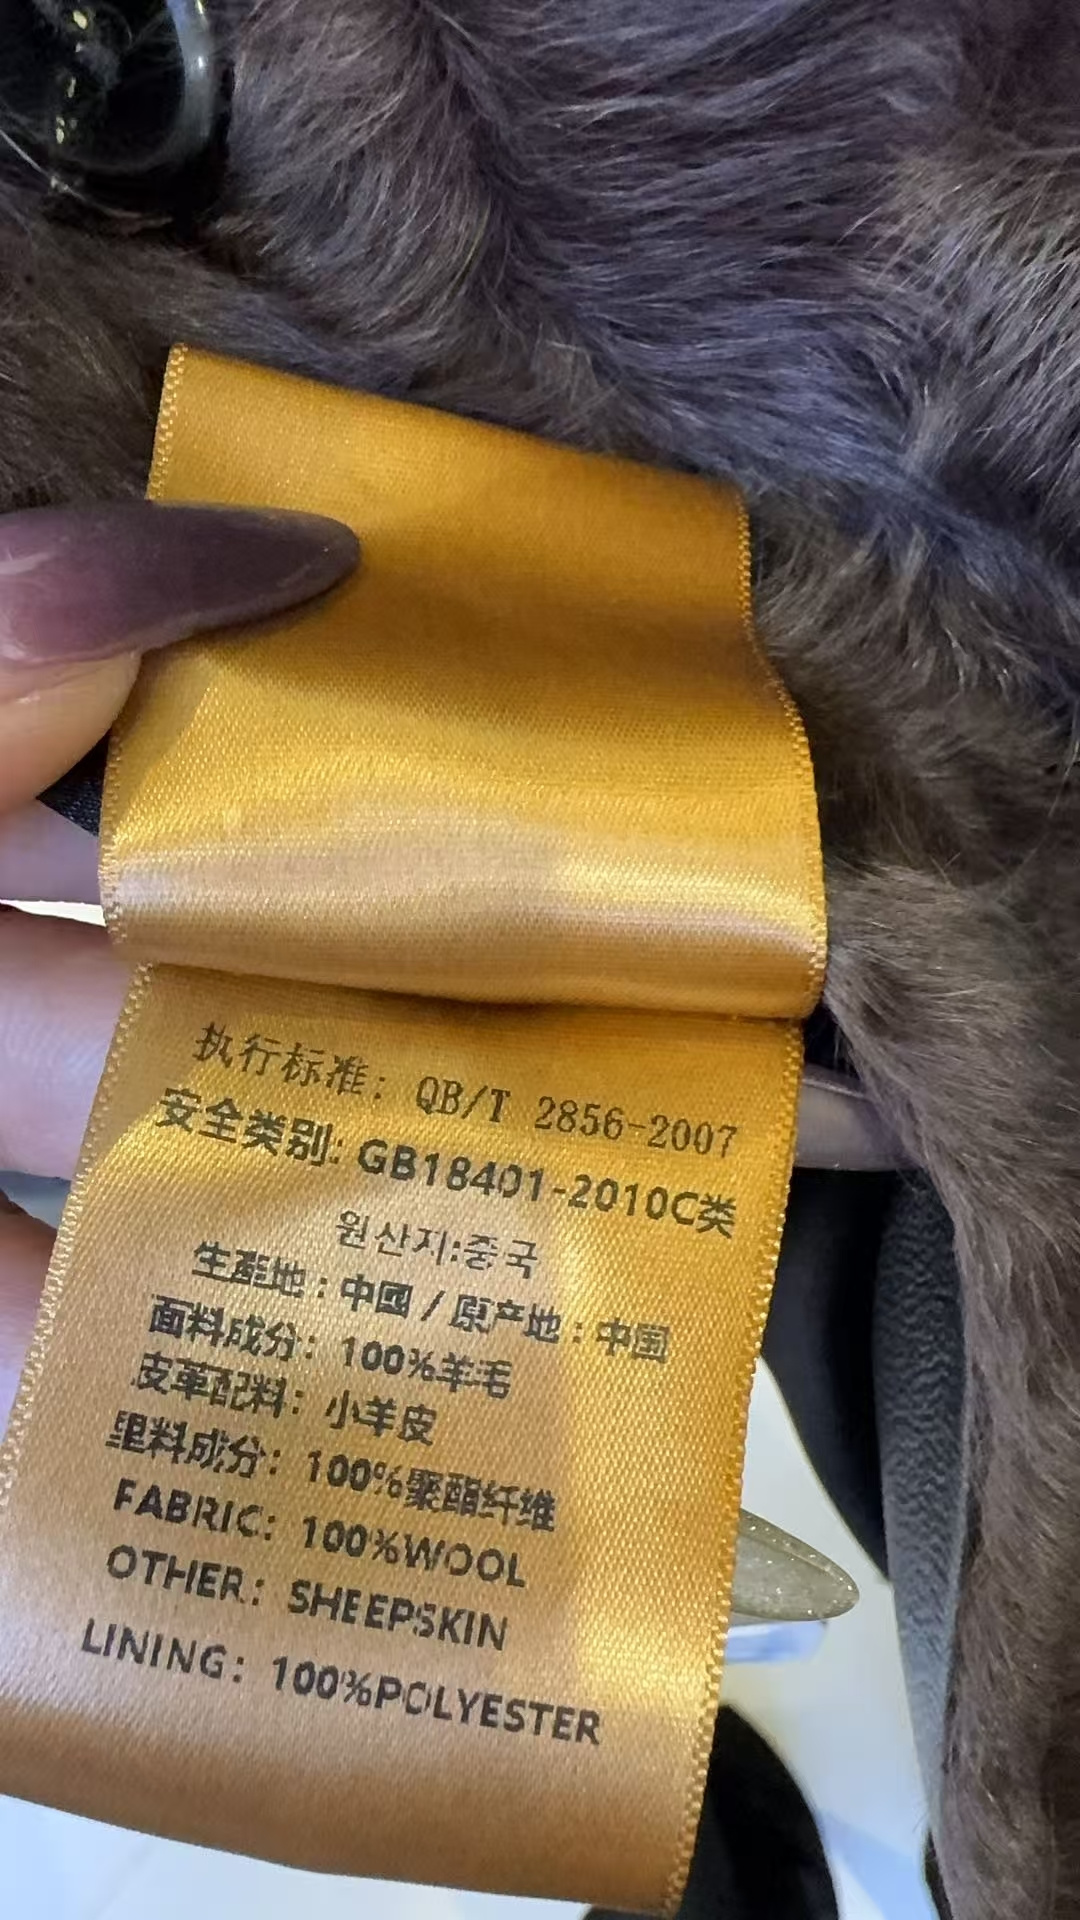 执行标准: QB/T 2856-2007
安全类别: GB18401-2010C类
원산지:중국
生產地:中國/原产地:中国
面料成分: 100%羊毛
皮革配料: 小羊皮
里料成分: 100%聚酯纤维
FABRIC: 100%WOOL
OTHER: SHEEPSKIN
LINING: 100%POLYESTER